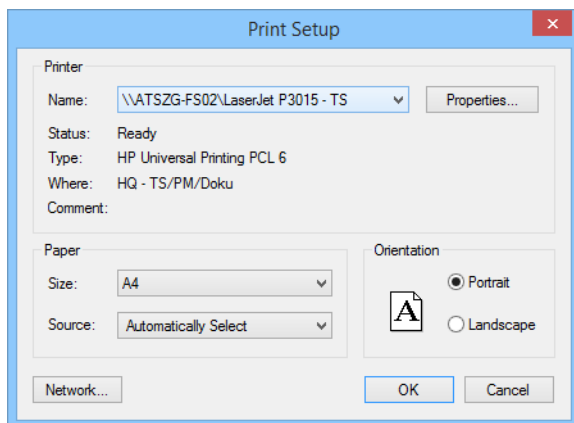 Print Setup
Printer
Name: \\ATSZG-FS02\LaserJet P3015 - TS Properties...
Status: Ready
Type: HP Universal Printing PCL 6
Where: HQ - TS/PM/Doku
Comment:
Paper
Size: A4
Source: Automatically Select
Orientation
A
Portrait
Landscape
Network... OK Cancel